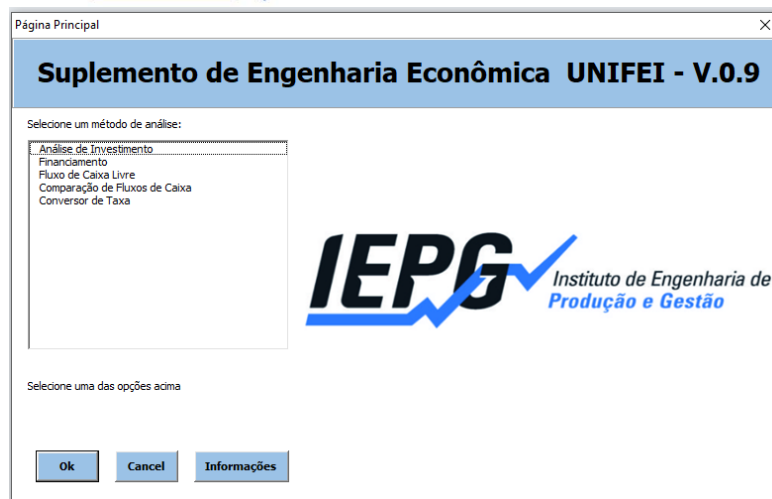 Página Principal
Suplemento de Engenharia Econômica UNIFEI - V.0.9
Selecione um método de análise:
Análise de Investimento
Financiamento
Fluxo de Caixa Livre
Comparação de Fluxos de Caixa
Conversor de Taxa
IEPG
Instituto de Engenharia de
Produção e Gestão
Selecione uma das opções acima
Ok Cancel Informações